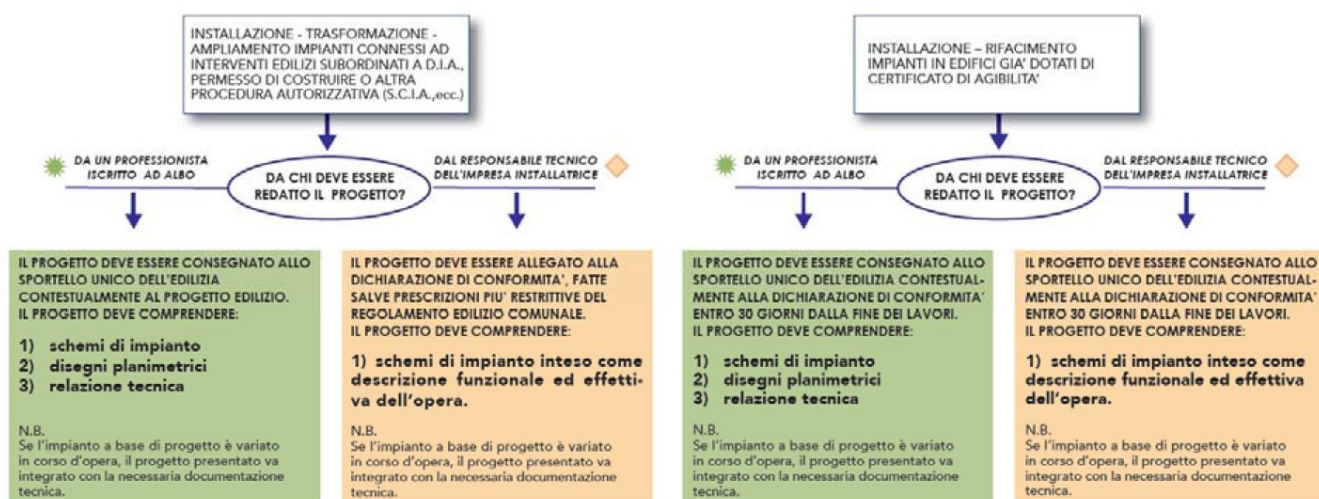 INSTALLAZIONE - TRASFORMAZIONE -
AMPLIAMENTO IMPIANTI CONNESSI AD
INTERVENTI EDILIZI SUBORDINATI A D.I.A.,
PERMESSO DI COSTRUIRE O ALTRA
PROCEDURA AUTORIZZATIVA (S.C.I.A.,ecc.)
DA UN PROFESSIONISTA
ISCRITTO AD ALBO
DA CHI DEVE ESSERE
REDATTO IL PROGETTO?
DAL RESPONSABILE TECNICO
DELL'IMPRESA INSTALLATRICE
IL PROGETTO DEVE ESSERE CONSEGNATO ALLO
SPORTELLO UNICO DELL'EDILIZIA
CONTESTUALMENTE AL PROGETTO EDILIZIO.
IL PROGETTO DEVE COMPRENDERE:
1) schemi di impianto
2) disegni planimetrici
3) relazione tecnica
N.B.
Se l'impianto a base di progetto è variato
in corso d'opera, il progetto presentato va
integrato con la necessaria documentazione
tecnica.
IL PROGETTO DEVE ESSERE ALLEGATO ALLA
DICHIARAZIONE DI CONFORMITA', FATTE
SALVE PRESCRIZIONI PIU' RESTRITTIVE DEL
REGOLAMENTO EDILIZIO COMUNALE.
IL PROGETTO DEVE COMPRENDERE:
1) schemi di impianto inteso come
descrizione funzionale ed effetti-
va dell'opera.
N.B.
Se l'impianto a base di progetto è variato
in corso d'opera, il progetto presentato va
integrato con la necessaria documentazione
tecnica.
INSTALLAZIONE – RIFACIMENTO
IMPIANTI IN EDIFICI GIA' DOTATI DI
CERTIFICATO DI AGIBILITA'
DA UN PROFESSIONISTA
ISCRITTO AD ALBO
DA CHI DEVE ESSERE
REDATTO IL PROGETTO?
DAL RESPONSABILE TECNICO
DELL'IMPRESA INSTALLATRICE
IL PROGETTO DEVE ESSERE CONSEGNATO ALLO
SPORTELLO UNICO DELL'EDILIZIA CONTESTUAL-
MENTE ALLA DICHIARAZIONE DI CONFORMITA'
ENTRO 30 GIORNI DALLA FINE DEI LAVORI.
IL PROGETTO DEVE COMPRENDERE:
1) schemi di impianto
2) disegni planimetrici
3) relazione tecnica
N.B.
Se l'impianto a base di progetto è variato
in corso d'opera, il progetto presentato va
integrato con la necessaria documentazione
tecnica.
IL PROGETTO DEVE ESSERE CONSEGNATO ALLO
SPORTELLO UNICO DELL'EDILIZIA CONTESTUAL-
MENTE ALLA DICHIARAZIONE DI CONFORMITA'
ENTRO 30 GIORNI DALLA FINE DEI LAVORI.
IL PROGETTO DEVE COMPRENDERE:
1) schemi di impianto inteso come
descrizione funzionale ed effettiva
dell'opera.
N.B.
Se l'impianto a base di progetto è variato
in corso d'opera, il progetto presentato va
integrato con la necessaria documentazione
tecnica.